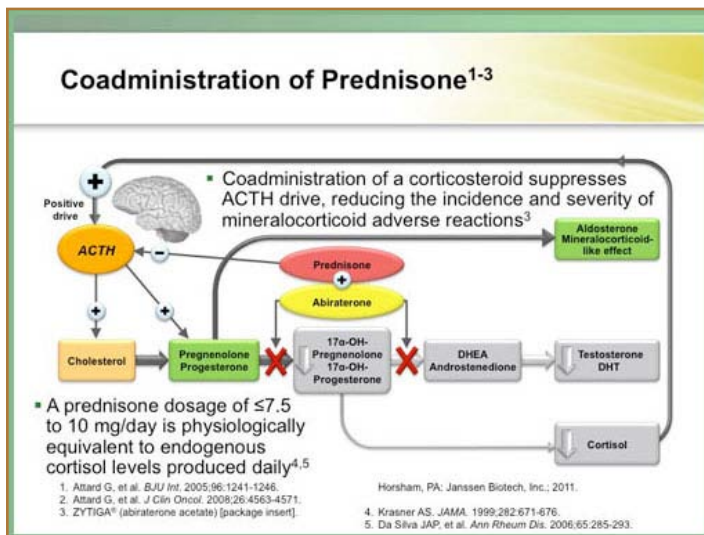 Coadministration of Prednisone1-3
▪ Coadministration of a corticosteroid suppresses
ACTH drive, reducing the incidence and severity of
mineralocorticoid adverse reactions3
+
Positive
drive
ACTH
−
Prednisone
+
Abiraterone
Aldosterone
Mineralocorticoid-
like effect
+
+
Cholesterol
Pregnenolone
Progesterone
17α-OH-
Pregnenolone
17α-OH-
Progesterone
DHEA
Androstenedione
Testosterone
DHT
Cortisol
▪ A prednisone dosage of ≤7.5
to 10 mg/day is physiologically
equivalent to endogenous
cortisol levels produced daily4,5
1. Attard G, et al. BJU Int. 2005;96:1241-1246.
2. Attard G, et al. J Clin Oncol. 2008;26:4563-4571.
3. ZYTIGA® (abiraterone acetate) [package insert].
Horsham, PA: Janssen Biotech, Inc.; 2011.
4. Krasner AS. JAMA. 1999;282:671-676.
5. Da Silva JAP, et al. Ann Rheum Dis. 2006;65:285-293.